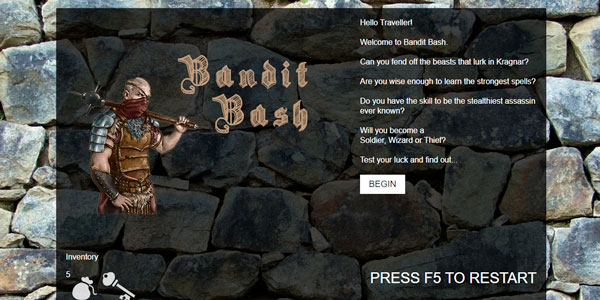 Bandit
Bash
Hello Traveller!
Welcome to Bandit Bash.
Can you fend off the beasts that lurk in Kragnar?
Are you wise enough to learn the strongest spells?
Do you have the skill to be the stealthiest assassin
ever known?
Will you become a
Soldier, Wizard or Thief?
Test your luck and find out...
BEGIN
Inventory
5
PRESS F5 TO RESTART